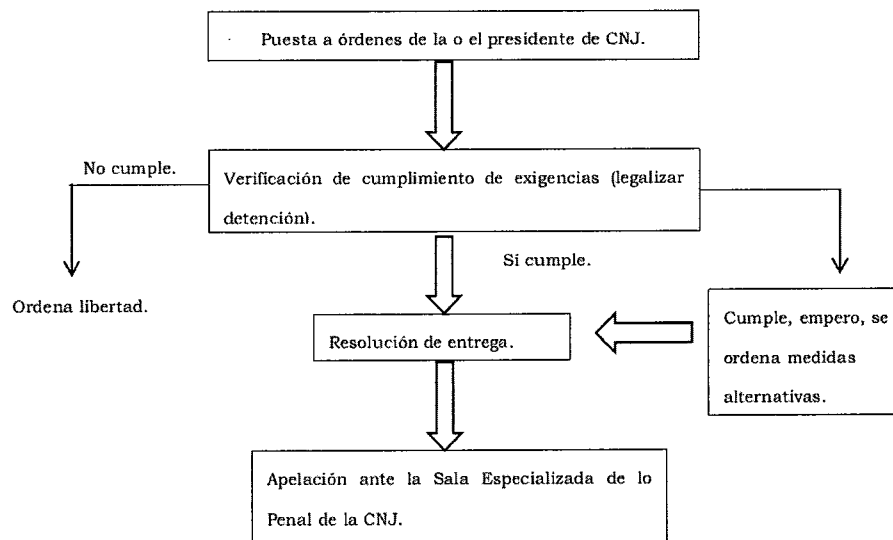 Puesta a órdenes de la o el presidente de CNJ.
No cumple.
Verificación de cumplimiento de exigencias (legalizar
detención).
Si cumple.
Ordena libertad.
Resolución de entrega.
Cumple, empero, se
ordena medidas
alternativas.
Apelación ante la Sala Especializada de lo
Penal de la CNJ.